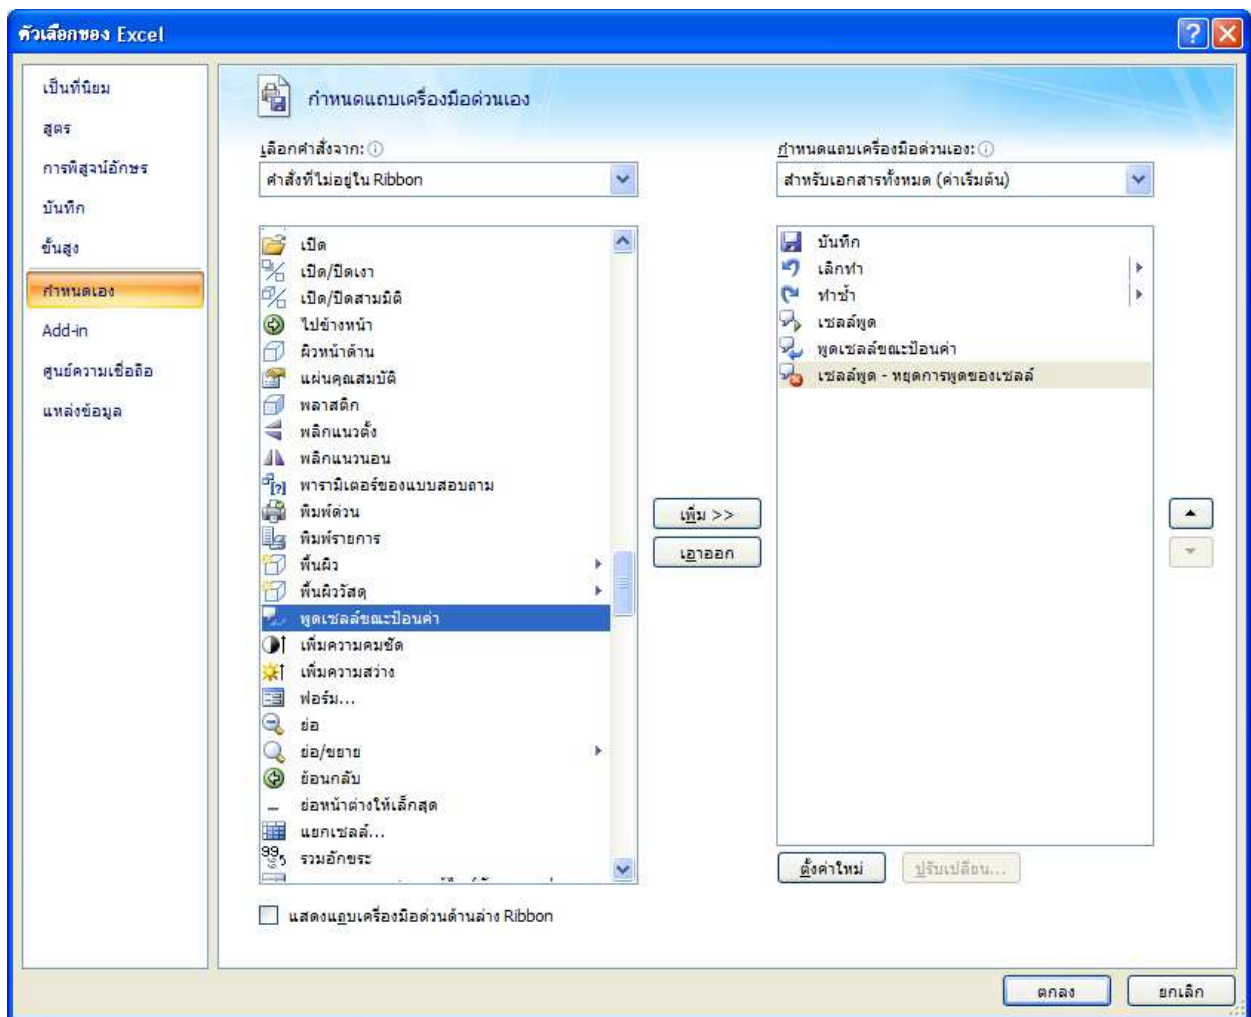 ตัวเลือกของ Excel
เป็นที่นิยม
สูตร
การพิสูจน์อักษร
บันทึก
ขั้นสูง
กำหนดเอง
Add-in
ศูนย์ความเชื่อถือ
แหล่งข้อมูล
กำหนดแถบเครื่องมือด่วนเอง
เลือกคำสั่งจาก:
คำสั่งที่ไม่อยู่ใน Ribbon
เปิด
เปิด/ปิดเงา
เปิด/ปิดสามมิติ
ไปข้างหน้า
ผิวหน้าด้าน
แผ่นคุณสมบัติ
พลาสติก
พลิกแนวตั้ง
พลิกแนวนอน
พารามิเตอร์ของแบบสอบถาม
พิมพ์ด่วน
พิมพ์รายการ
พื้นผิว
พื้นผิววัสดุ
พูดเซลล์ขณะป้อนค่า
เพิ่มความคมชัด
เพิ่มความสว่าง
ฟอร์ม...
ย่อ
ย่อ/ขยาย
ย้อนกลับ
ย่อหน้าต่างให้เล็กสุด
แยกเซลล์...
รวมอักขระ
แสดงแถบเครื่องมือด่วนด้านล่าง Ribbon
เพิ่ม >>
เอาออก
กำหนดแถบเครื่องมือด่วนเอง:
สำหรับเอกสารทั้งหมด (ค่าเริ่มต้น)
บันทึก
เลิกทำ
ทำซ้ำ
เซลล์พูด
พูดเซลล์ขณะป้อนค่า
เซลล์พูด - หยุดการพูดของเซลล์
ตั้งค่าใหม่
ปรับเปลี่ยน...
ตกลง
ยกเลิก